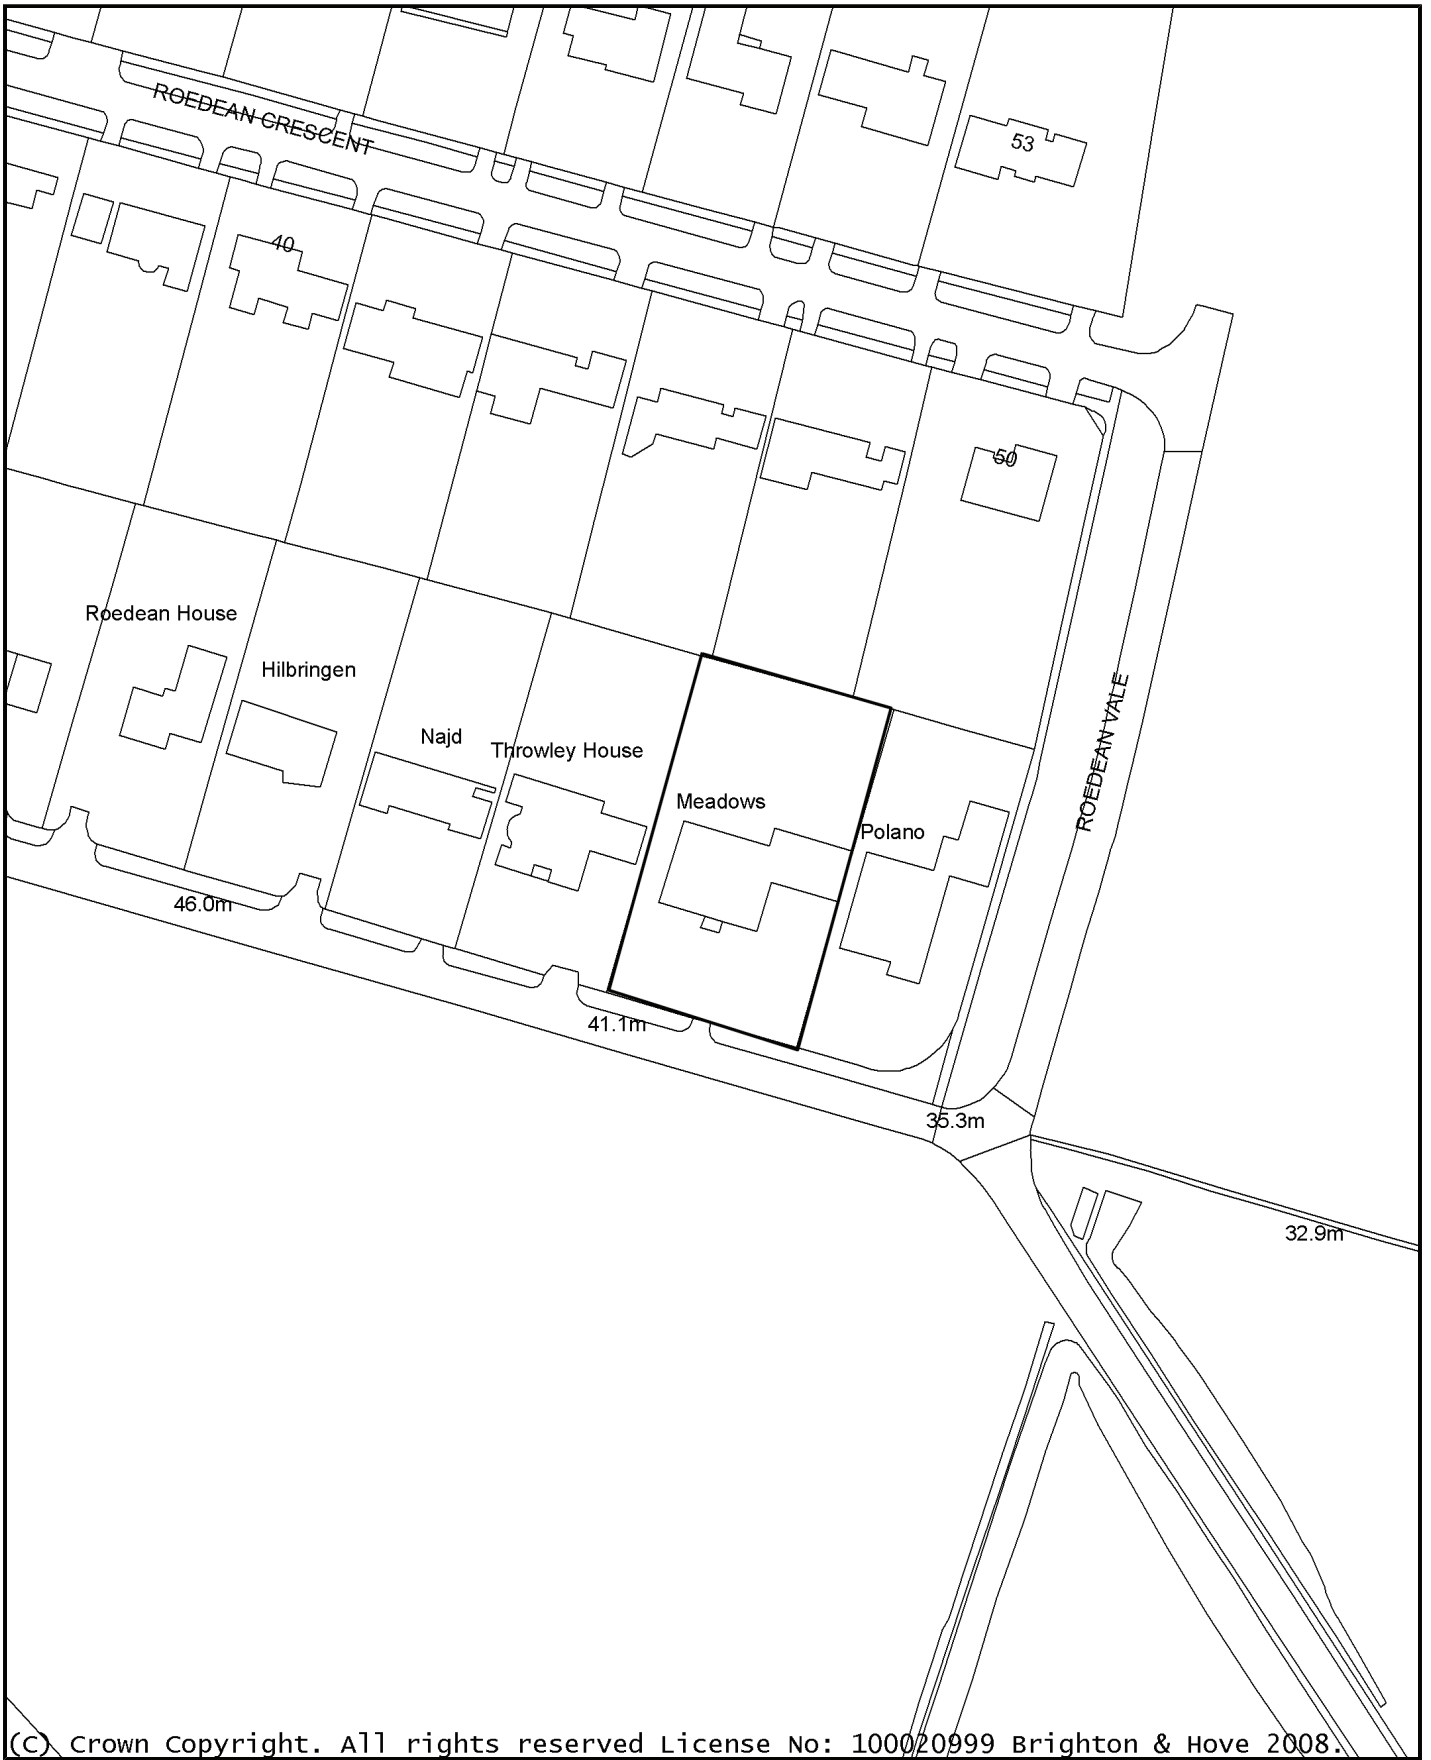 ROEDEAN CRESCENT
53
40
50
Roedean House
Hilbringen
Najd
Throwley House
Meadows
Polano
ROEDEAN VALE
46.0m
41.1m
35.3m
32.9m
(C) Crown Copyright. All rights reserved License No: 100020999 Brighton & Hove 2008.